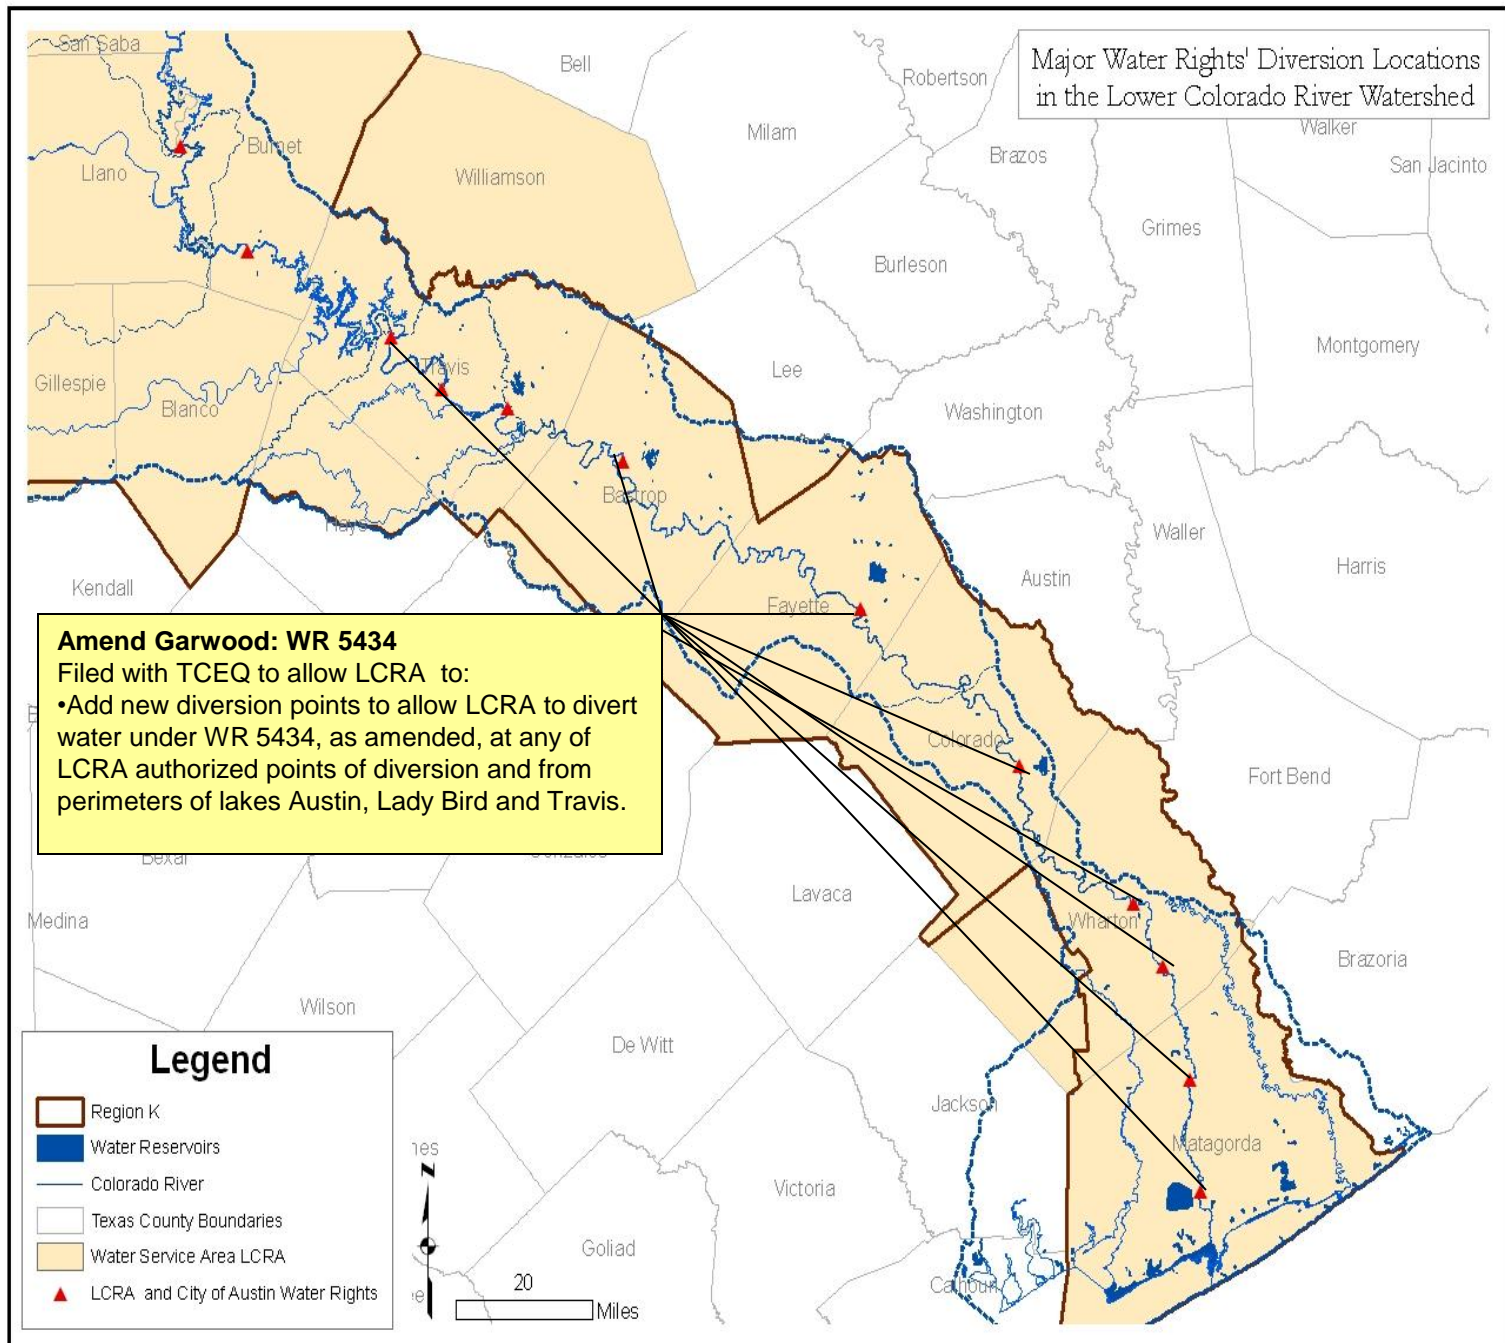 Major Water Rights' Diversion Locations
in the Lower Colorado River Watershed
San Saba
Bell
Robertson
Milam
Walker
Burnet
Brazos
San Jacinto
Llano
Williamson
Grimes
Burleson
Montgomery
Travis
Lee
Gillespie
Blanco
Washington
Bastrop
Hays
Waller
Harris
Kendall
Austin
Fayette
Amend Garwood: WR 5434
Filed with TCEQ to allow LCRA to:
•Add new diversion points to allow LCRA to divert
water under WR 5434, as amended, at any of
LCRA authorized points of diversion and from
perimeters of lakes Austin, Lady Bird and Travis.
Colorado
Fort Bend
Bexar
Gonzales
Lavaca
Medina
Wharton
Brazoria
Wilson
De Witt
Jackson
Matagorda
Victoria
Goliad
Calhoun
Legend
Region K
Water Reservoirs
Colorado River
Texas County Boundaries
Water Service Area LCRA
LCRA and City of Austin Water Rights
nes
N
ee
20
Miles